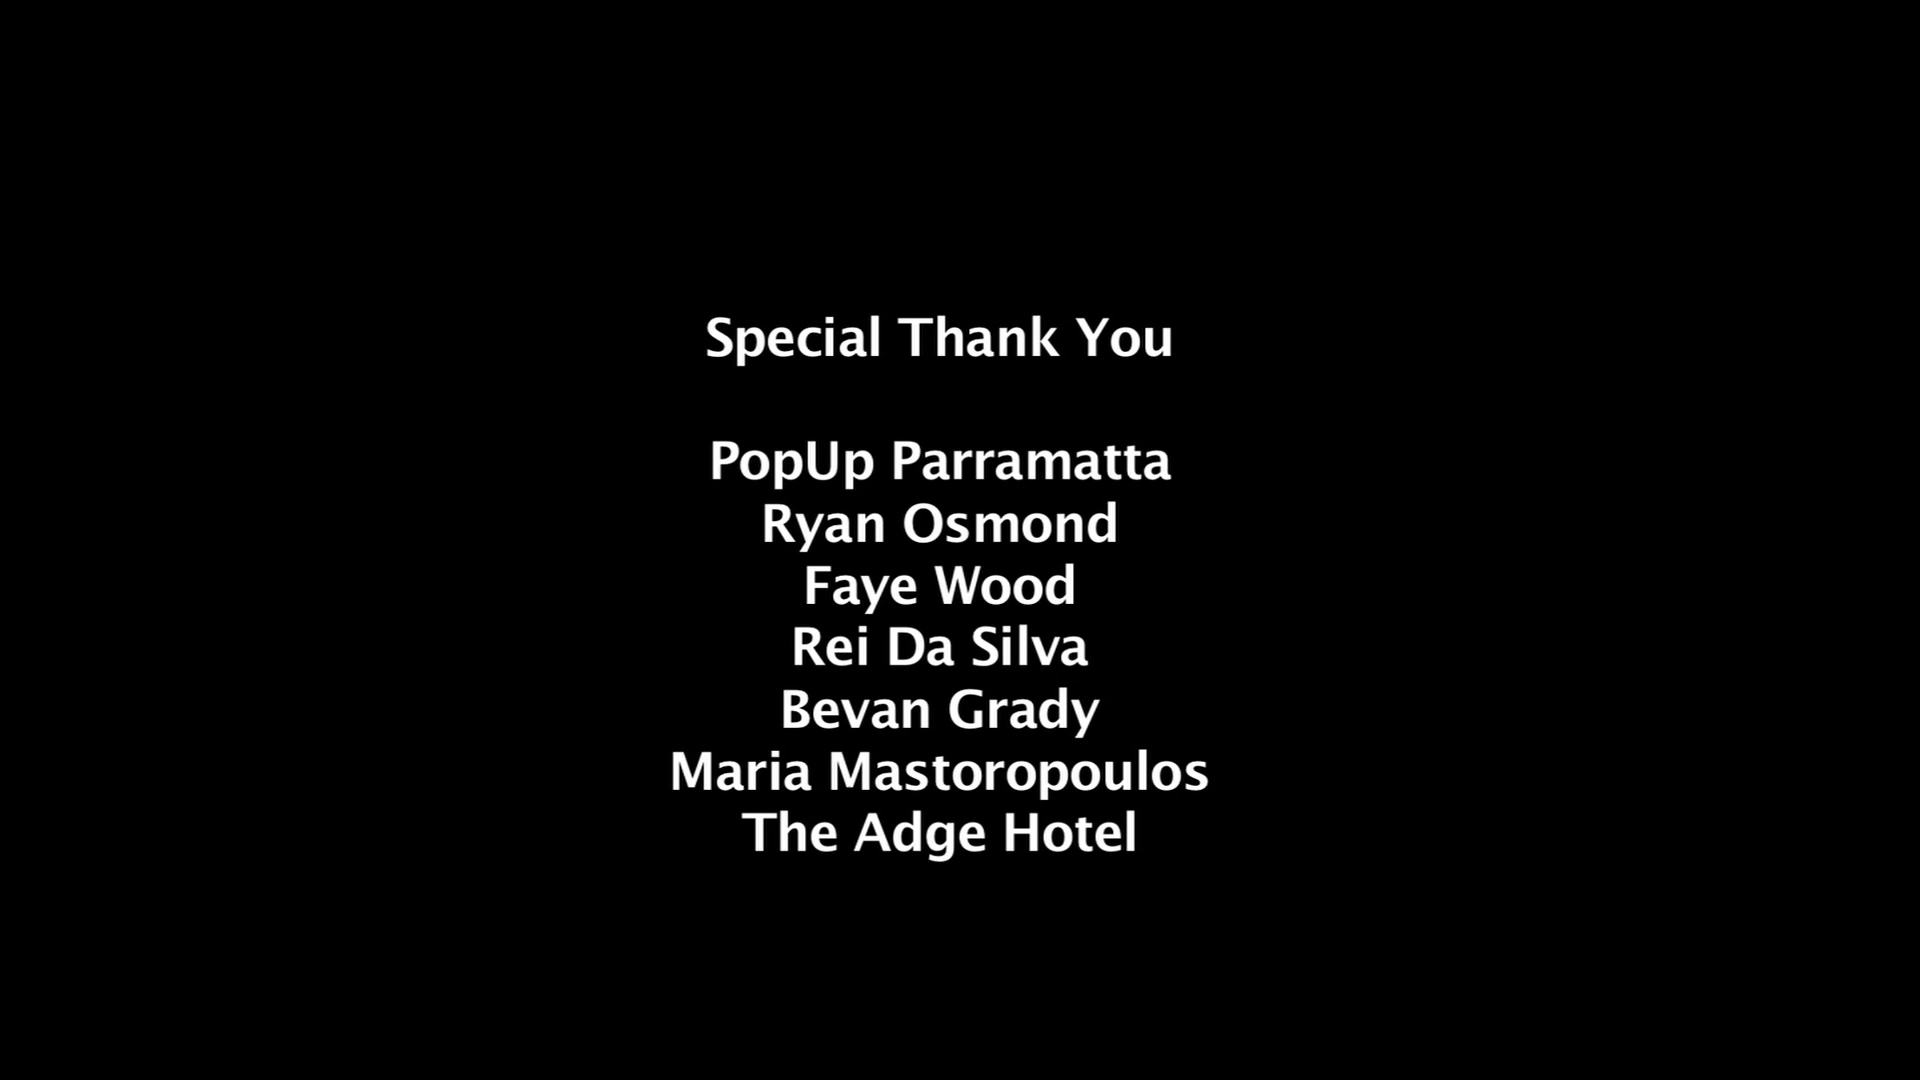 Special Thank You
PopUp Parramatta
Ryan Osmond
Faye Wood
Rei Da Silva
Bevan Grady
Maria Mastoropoulos
The Adge Hotel